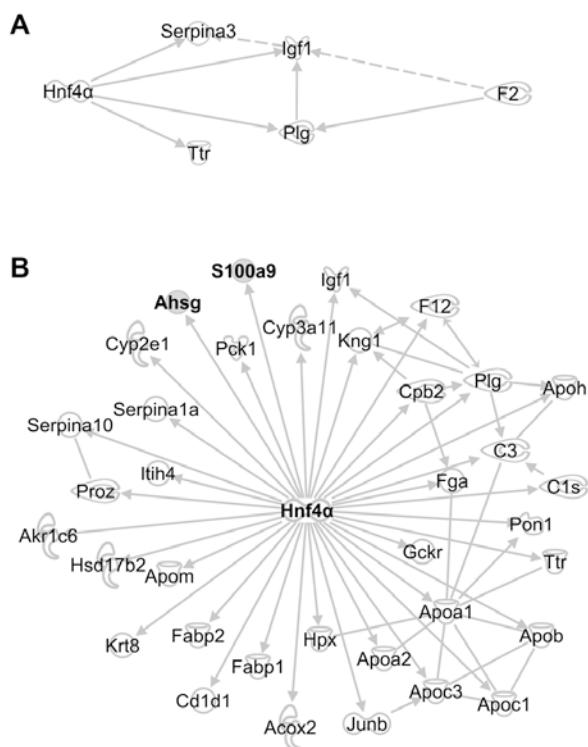 A
Serpina3
Igf1
Hnf4α
F2
Plg
Ttr
B
S100a9
Igf1
Ahsg
F12
Cyp2e1
Pck1
Cyp3a11
Kng1
Cpb2
Plg
Apoh
Serpina1a
Serpina10
C3
Itih4
Fga
C1s
Proz
Hnf4α
Pon1
Akr1c6
Gckr
Ttr
Hsd17b2
Apom
Apoa1
Krt8
Fabp2
Hpx
Apob
Fabp1
Apoa2
Cd1d1
Apoc3
Apoc1
Acox2
Junb